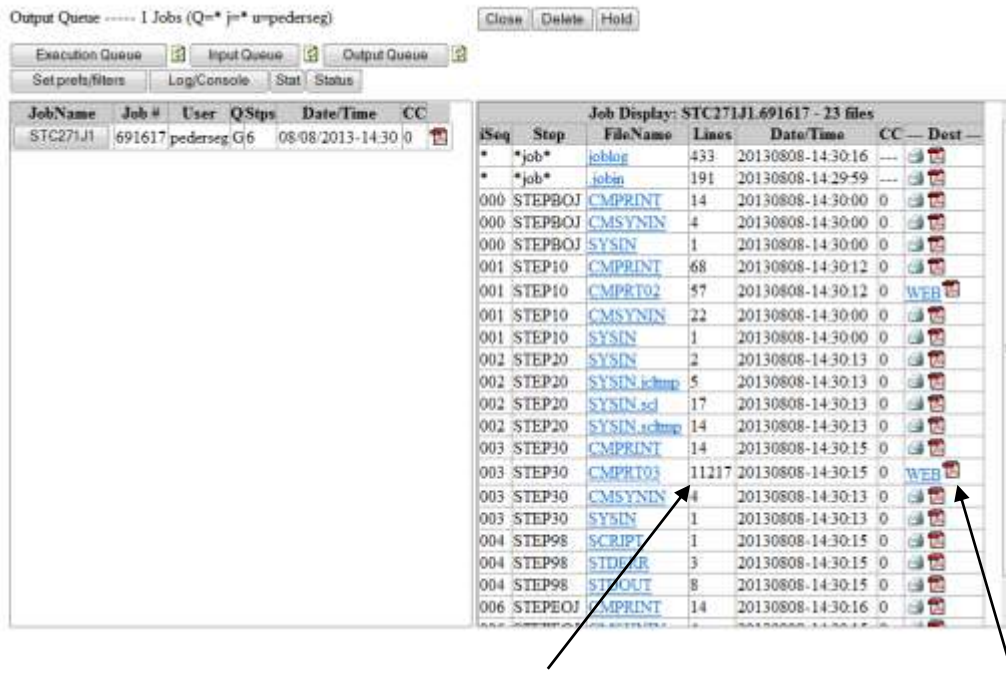 Output Queue ----- 1 Jobs (Q=* j=* u=pederseg)
Close Delete Hold
Execution Queue Input Queue Output Queue
Set prefs/filters Log/Console Stat Status
JobName Job # User Q Stps Date/Time CC
STC271J1 691617 pederseg G 6 08/08/2013-14:30 0
Job Display: STC271J1.691617 - 23 files
iSeq Step FileName Lines Date/Time CC --- Dest ---
* *job* joblog 433 20130808-14:30:16 ---
* *job* .jobin 191 20130808-14:29:59 ---
000 STEPBOJ CMPRINT 14 20130808-14:30:00 0
000 STEPBOJ CMSYNIN 4 20130808-14:30:00 0
000 STEPBOJ SYSIN 1 20130808-14:30:00 0
001 STEP10 CMPRINT 68 20130808-14:30:12 0
001 STEP10 CMPRT02 57 20130808-14:30:12 0 WEB
001 STEP10 CMSYNIN 22 20130808-14:30:00 0
001 STEP10 SYSIN 1 20130808-14:30:00 0
002 STEP20 SYSIN 2 20130808-14:30:13 0
002 STEP20 5 20130808-14:30:13 0
002 STEP20 SYSIN.scl 17 20130808-14:30:13 0
002 STEP20 14 20130808-14:30:13 0
003 STEP30 CMPRINT 14 20130808-14:30:15 0
003 STEP30 CMPRT03 11217 20130808-14:30:15 0 WEB
003 STEP30 CMSYNIN 4 20130808-14:30:13 0
003 STEP30 SYSIN 1 20130808-14:30:13 0
004 STEP98 SCRIPT 1 20130808-14:30:15 0
004 STEP98 STDERR 3 20130808-14:30:15 0
004 STEP98 STDOUT 8 20130808-14:30:15 0
006 STEPEOJ CMPRINT 14 20130808-14:30:16 0